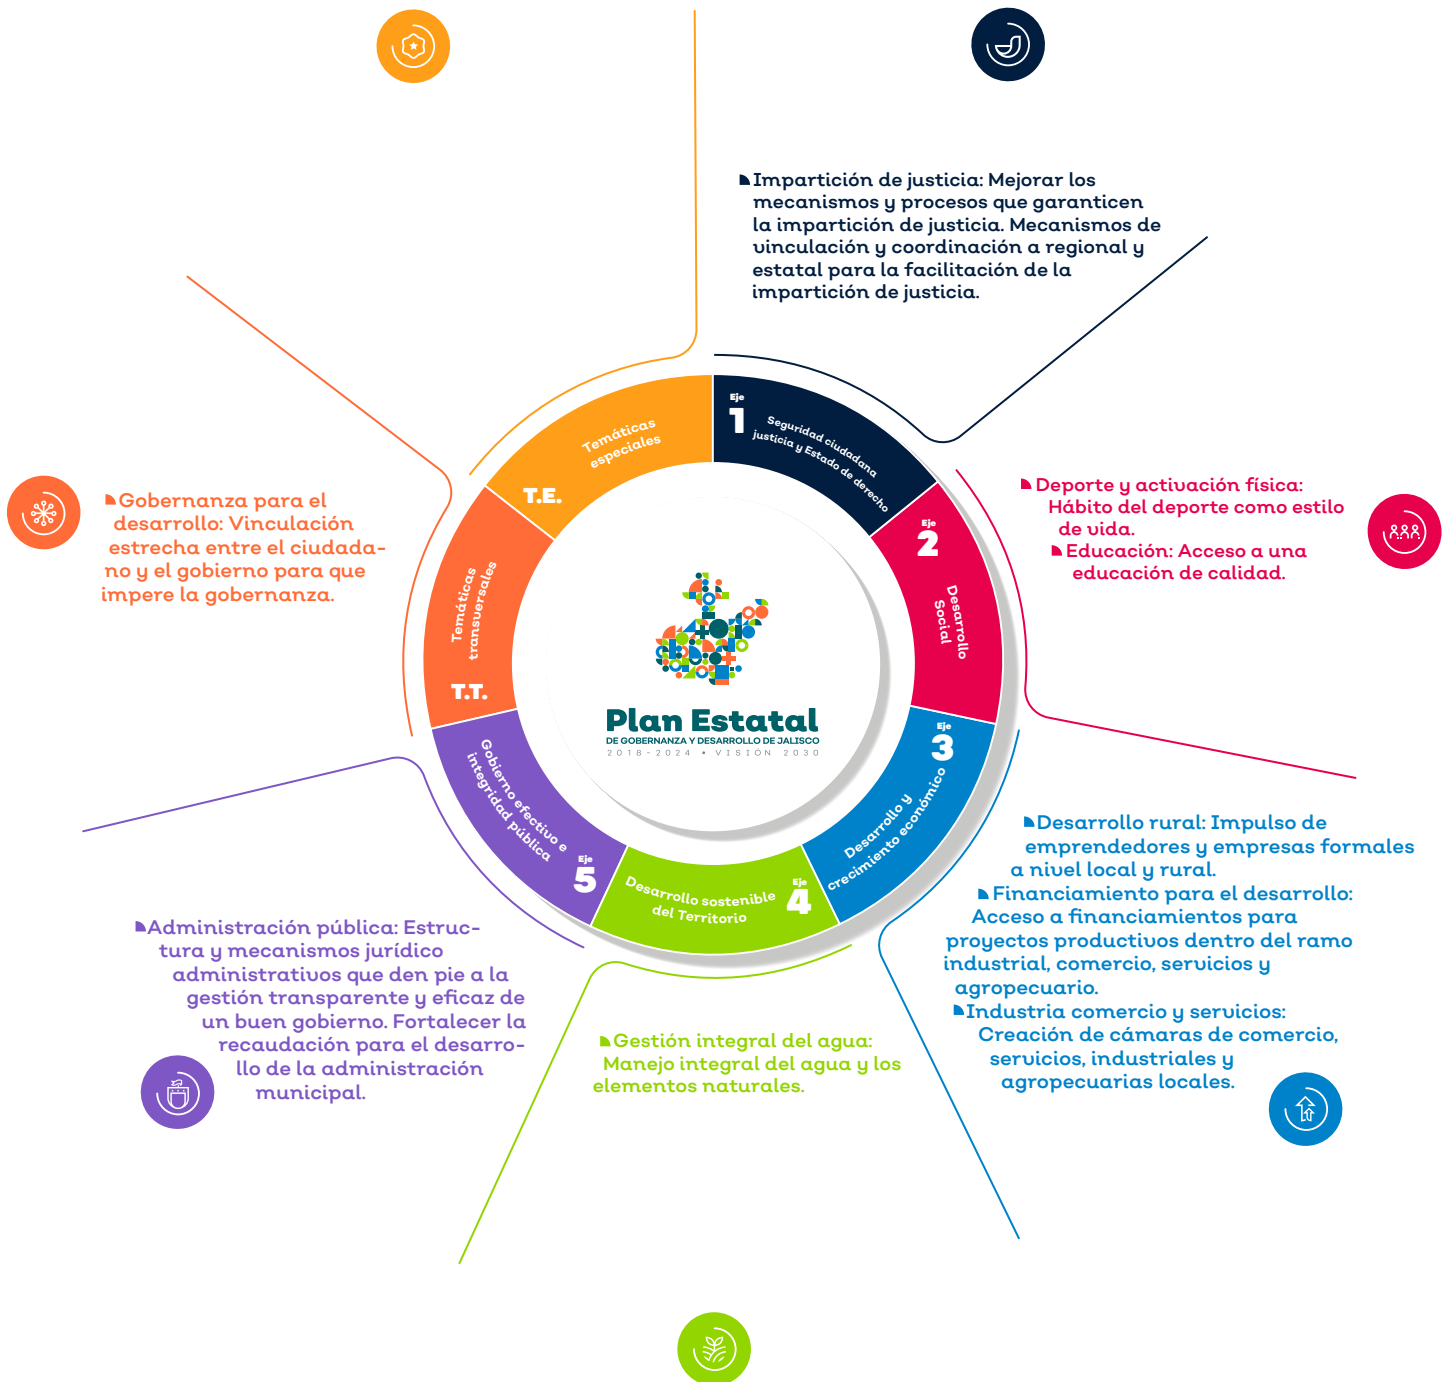 Impartición de justicia: Mejorar los
mecanismos y procesos que garanticen
la impartición de justicia. Mecanismos de
vinculación y coordinación a regional y
estatal para la facilitación de la
impartición de justicia.
Eje
1
Seguridad ciudadana
justicia y Estado de derecho
Deporte y activación física:
Hábito del deporte como estilo
de vida.
Educación: Acceso a una
educación de calidad.
Eje
2
Desarrollo
Social
Desarrollo rural: Impulso de
emprendedores y empresas formales
a nivel local y rural.
Financiamiento para el desarrollo:
Acceso a financiamientos para
proyectos productivos dentro del ramo
industrial, comercio, servicios y
agropecuario.
Industria comercio y servicios:
Creación de cámaras de comercio,
servicios, industriales y
agropecuarias locales.
Eje
3
Desarrollo y
crecimiento económico
Gestión integral del agua:
Manejo integral del agua y los
elementos naturales.
Eje
4
Desarrollo sostenible
del Territorio
Administración pública: Estruc-
tura y mecanismos jurídico
administrativos que den pie a la
gestión transparente y eficaz de
un buen gobierno. Fortalecer la
recaudación para el desarro-
llo de la administración
municipal.
Eje
5
Gobierno efectivo e
integridad pública
Gobernanza para el
desarrollo: Vinculación
estrecha entre el ciudada-
no y el gobierno para que
impere la gobernanza.
Temáticas
transversales
T.T.
Temáticas
especiales
T.E.
Plan Estatal
DE GOBERNANZA Y DESARROLLO DE JALISCO
2018-2024 • VISIÓN 2030